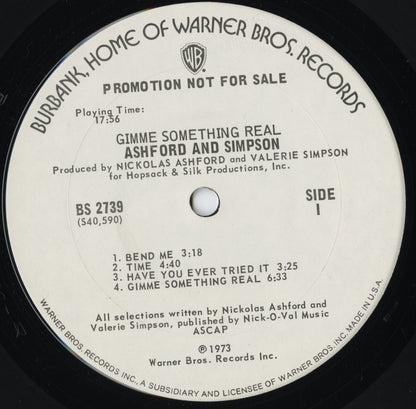 BURBANK, HOME OF WARNER BROS. RECORDS
WB
PROMOTION NOT FOR SALE
Playing Time:
17:56
GIMME SOMETHING REAL
ASHFORD AND SIMPSON
Produced by NICKOLAS ASHFORD and VALERIE SIMPSON
for Hopsack & Silk Productions, Inc.
BS 2739
(S40,590)
SIDE
I
1. BEND ME 3:18
2. TIME 4:40
3. HAVE YOU EVER TRIED IT 3:25
4. GIMME SOMETHING REAL 6:33
All selections written by Nickolas Ashford and
Valerie Simpson, published by Nick-O-Val Music
ASCAP
℗ 1973
Warner Bros. Records Inc.
WARNER BROS. RECORDS INC., A SUBSIDIARY AND LICENSEE OF WARNER BROS. INC. MADE IN U.S.A.